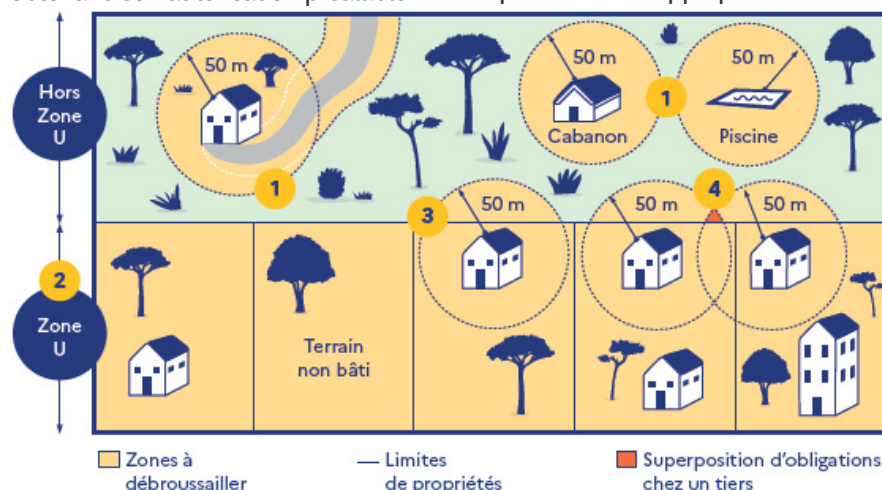 50 m
50 m
50 m
Hors
Zone
U
Cabanon
1
Piscine
1
3
50 m
50 m
4
50 m
2
Zone
U
Terrain
non bâti
Zones à
débroussailler
Limites
de propriétés
Superposition d'obligations
chez un tiers